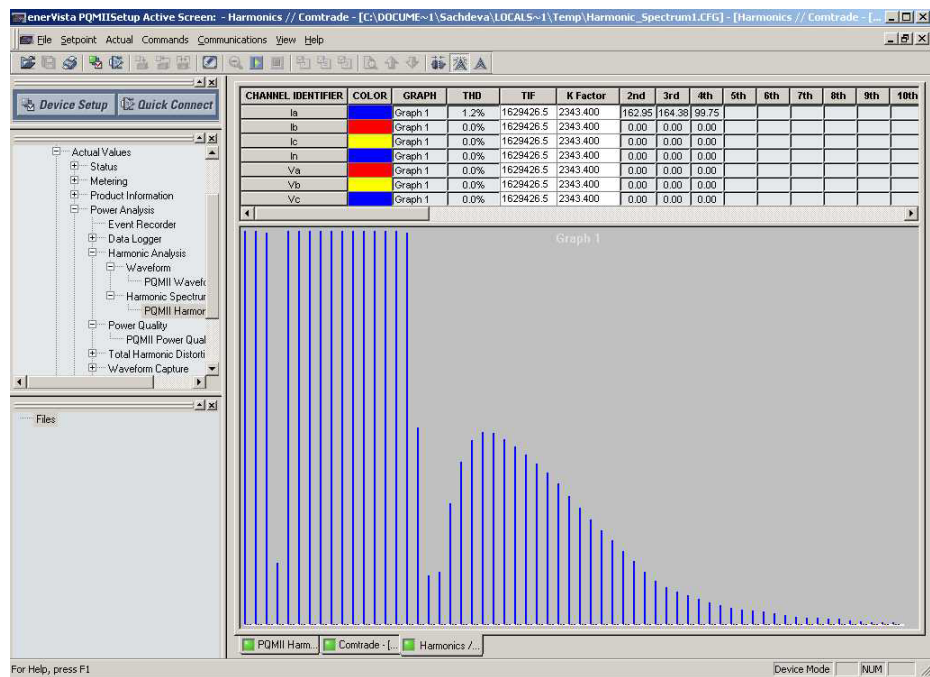 enerVista PQMIISetup Active Screen: - Harmonics // Comtrade - [C:\DOCUME~1\Sachdeva\LOCALS~1\Temp\Harmonic_Spectrum1.CFG] - [Harmonics // Comtrade - [...
File Setpoint Actual Commands Communications View Help
Device Setup Quick Connect
Actual Values
Status
Metering
Product Information
Power Analysis
Event Recorder
Data Logger
Harmonic Analysis
Waveform
PQMII Wavefo
Harmonic Spectrur
PQMII Harmor
Power Quality
PQMII Power Qual
Total Harmonic Distorti
Waveform Capture
Files
CHANNEL IDENTIFIER COLOR GRAPH THD TIF K Factor 2nd 3rd 4th 5th 6th 7th 8th 9th 10th
Ia Graph 1 1.2% 1629426.5 2343.400 162.95 164.38 99.75
Ib Graph 1 0.0% 1629426.5 2343.400 0.00 0.00 0.00
Ic Graph 1 0.0% 1629426.5 2343.400 0.00 0.00 0.00
In Graph 1 0.0% 1629426.5 2343.400 0.00 0.00 0.00
Va Graph 1 0.0% 1629426.5 2343.400 0.00 0.00 0.00
Vb Graph 1 0.0% 1629426.5 2343.400 0.00 0.00 0.00
Vc Graph 1 0.0% 1629426.5 2343.400 0.00 0.00 0.00
Graph 1
PQMII Harm... Comtrade - [... Harmonics /...
For Help, press F1 Device Mode NUM